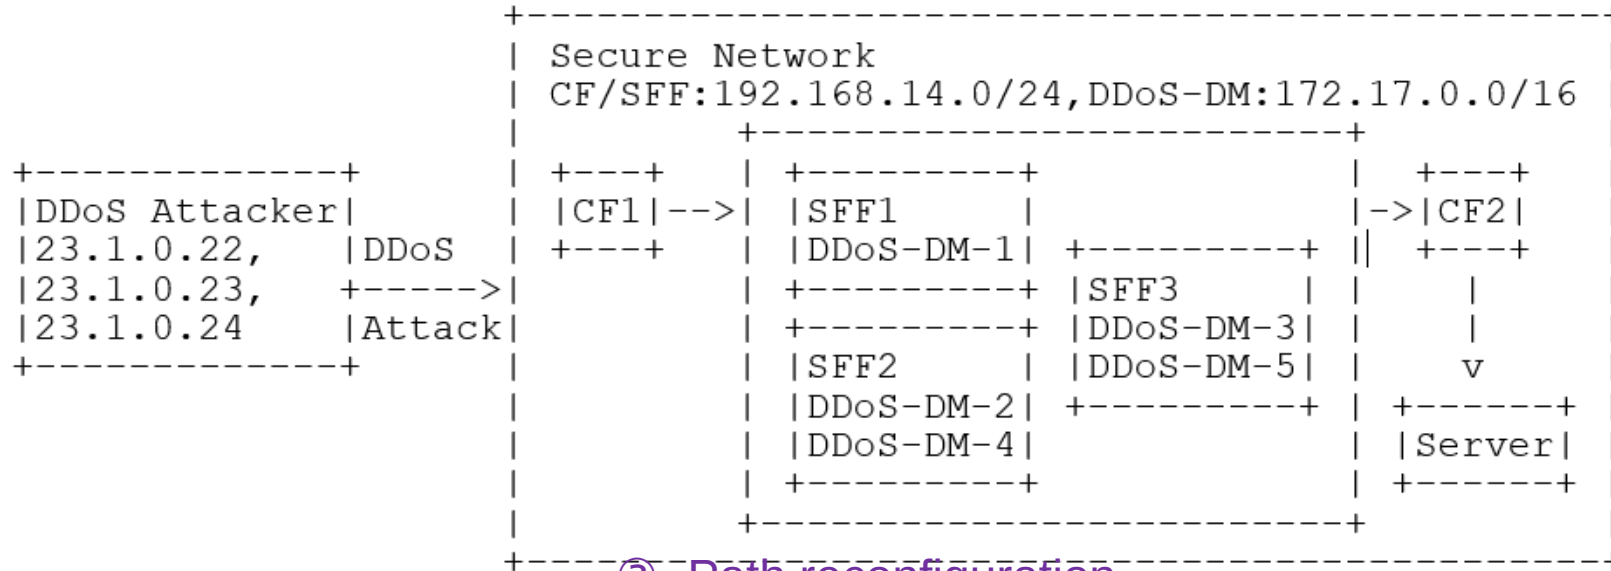 Secure Network
CF/SFF:192.168.14.0/24,DDoS-DM:172.17.0.0/16
DDoS Attacker
23.1.0.22,
23.1.0.23,
23.1.0.24
DDoS
Attack
CF1
SFF1
DDoS-DM-1
SFF2
DDoS-DM-2
DDoS-DM-4
SFF3
DDoS-DM-3
DDoS-DM-5
CF2
v
Server
Path reconfiguration